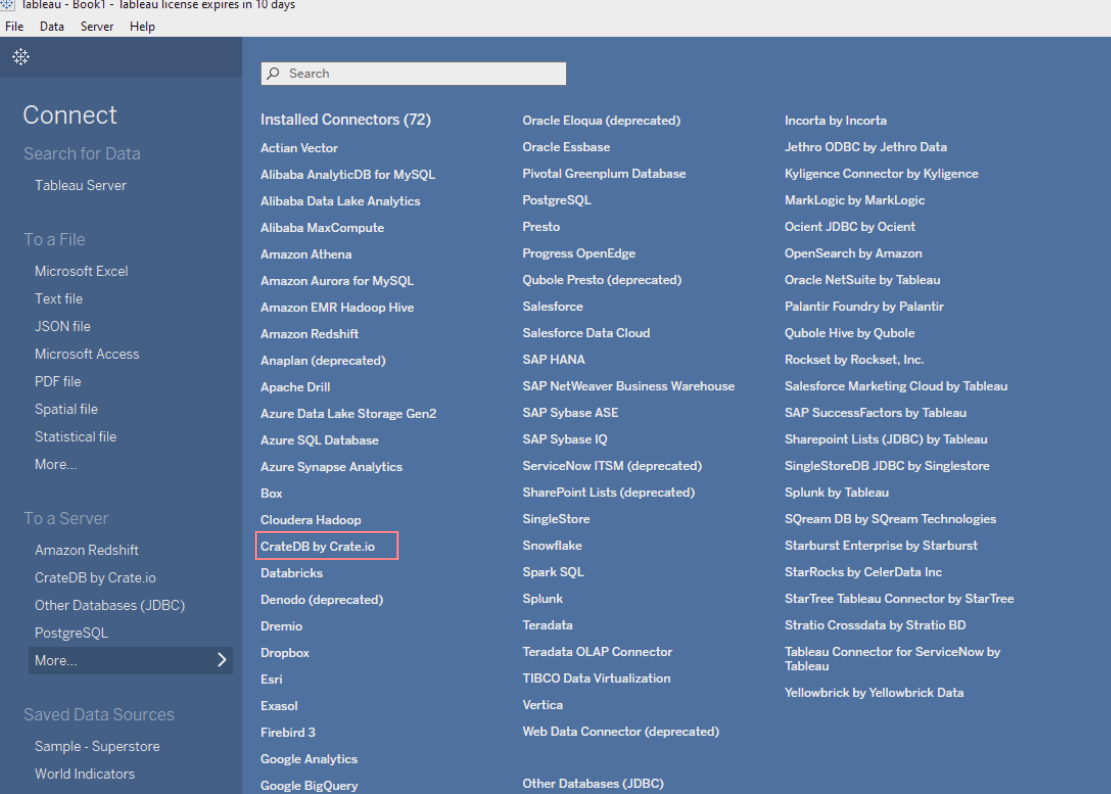 Tableau - Book1 - Tableau license expires in 10 days
File Data Server Help
Connect
Search for Data
Tableau Server
To a File
Microsoft Excel
Text file
JSON file
Microsoft Access
PDF file
Spatial file
Statistical file
More...
To a Server
Amazon Redshift
CrateDB by Crate.io
Other Databases (JDBC)
PostgreSQL
More...
Saved Data Sources
Sample - Superstore
World Indicators
Search
Installed Connectors (72)
Actian Vector
Alibaba AnalyticDB for MySQL
Alibaba Data Lake Analytics
Alibaba MaxCompute
Amazon Athena
Amazon Aurora for MySQL
Amazon EMR Hadoop Hive
Amazon Redshift
Anaplan (deprecated)
Apache Drill
Azure Data Lake Storage Gen2
Azure SQL Database
Azure Synapse Analytics
Box
Cloudera Hadoop
CrateDB by Crate.io
Databricks
Denodo (deprecated)
Dremio
Dropbox
Esri
Exasol
Firebird 3
Google Analytics
Google BigQuery
Oracle Eloqua (deprecated)
Oracle Essbase
Pivotal Greenplum Database
PostgreSQL
Presto
Progress OpenEdge
Qubole Presto (deprecated)
Salesforce
Salesforce Data Cloud
SAP HANA
SAP NetWeaver Business Warehouse
SAP Sybase ASE
SAP Sybase IQ
ServiceNow ITSM (deprecated)
SharePoint Lists (deprecated)
SingleStore
Snowflake
Spark SQL
Splunk
Teradata
Teradata OLAP Connector
TIBCO Data Virtualization
Vertica
Web Data Connector (deprecated)
Other Databases (JDBC)
Incorta by Incorta
Jethro ODBC by Jethro Data
Kyligence Connector by Kyligence
MarkLogic by MarkLogic
Ocient JDBC by Ocient
OpenSearch by Amazon
Oracle NetSuite by Tableau
Palantir Foundry by Palantir
Qubole Hive by Qubole
Rockset by Rockset, Inc.
Salesforce Marketing Cloud by Tableau
SAP SuccessFactors by Tableau
Sharepoint Lists (JDBC) by Tableau
SingleStoreDB JDBC by Singlestore
Splunk by Tableau
SQream DB by SQream Technologies
Starburst Enterprise by Starburst
StarRocks by CelerData Inc
StarTree Tableau Connector by StarTree
Stratio Crossdata by Stratio BD
Tableau Connector for ServiceNow by
Tableau
Yellowbrick by Yellowbrick Data